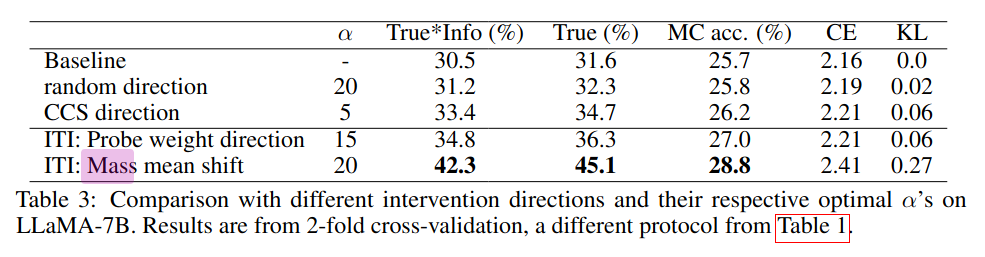 α True*Info (%) True (%) MC acc. (%) CE KL
Baseline - 30.5 31.6 25.7 2.16 0.0
random direction 20 31.2 32.3 25.8 2.19 0.02
CCS direction 5 33.4 34.7 26.2 2.21 0.06
ITI: Probe weight direction 15 34.8 36.3 27.0 2.21 0.06
ITI: Mass mean shift 20 42.3 45.1 28.8 2.41 0.27
Table 3: Comparison with different intervention directions and their respective optimal α's on
LLaMA-7B. Results are from 2-fold cross-validation, a different protocol from Table 1.